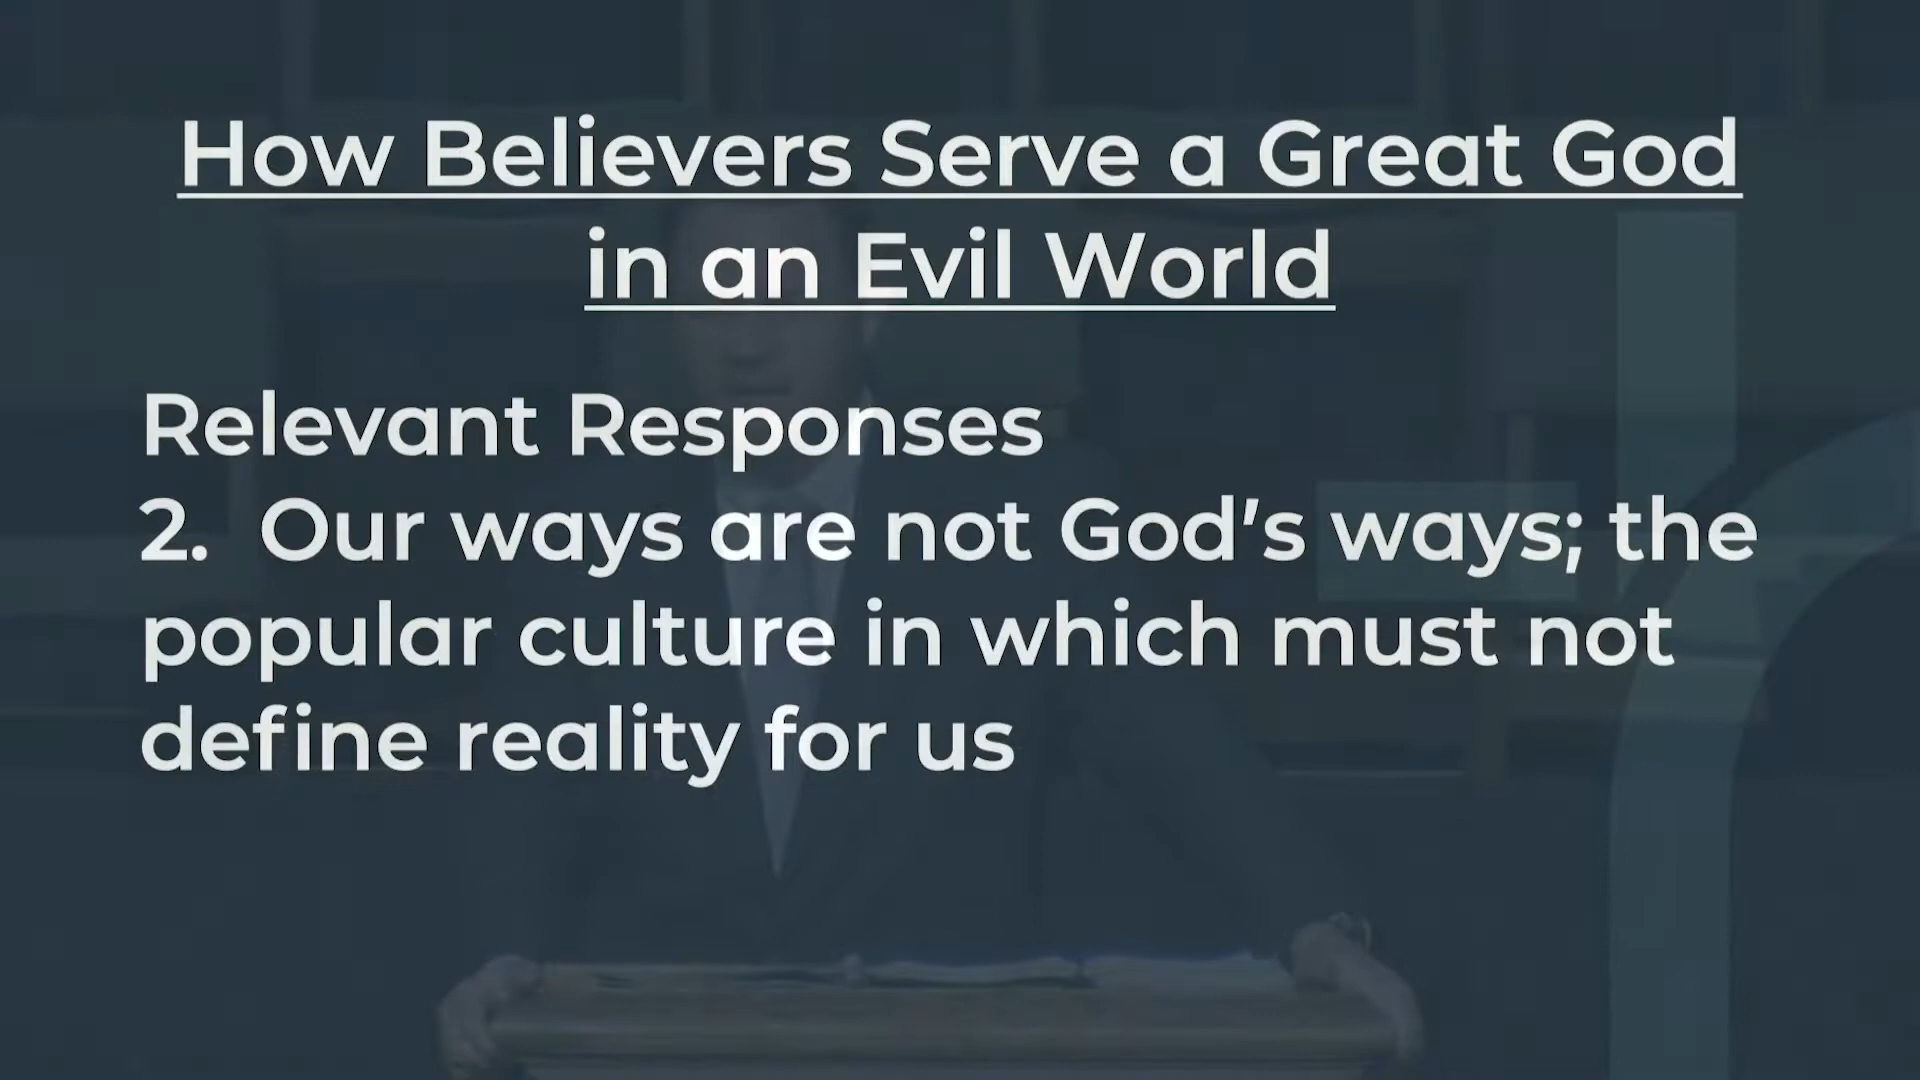 How Believers Serve a Great God
in an Evil World
Relevant Responses
2. Our ways are not God's ways; the
popular culture in which must not
define reality for us